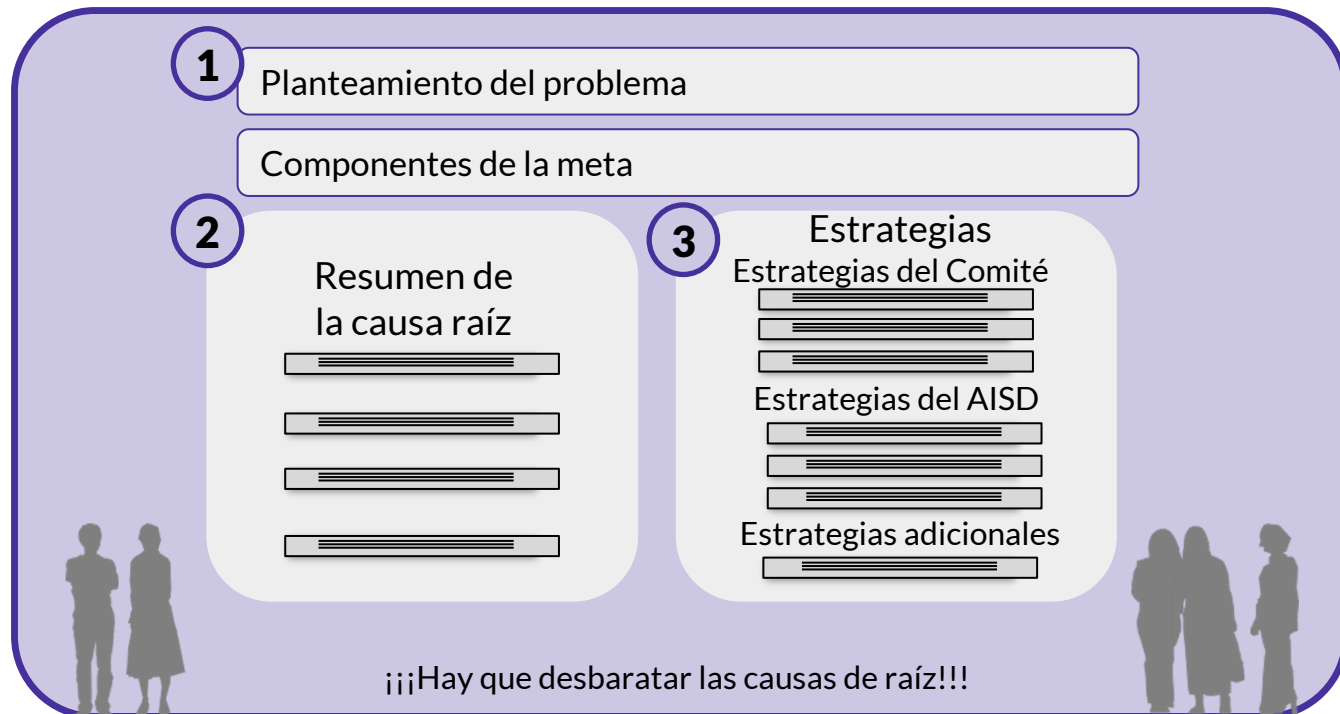 1
Planteamiento del problema
Componentes de la meta
2
Resumen de
la causa raíz
3
Estrategias
Estrategias del Comité
Estrategias del AISD
Estrategias adicionales
¡¡¡Hay que desbaratar las causas de raíz!!!